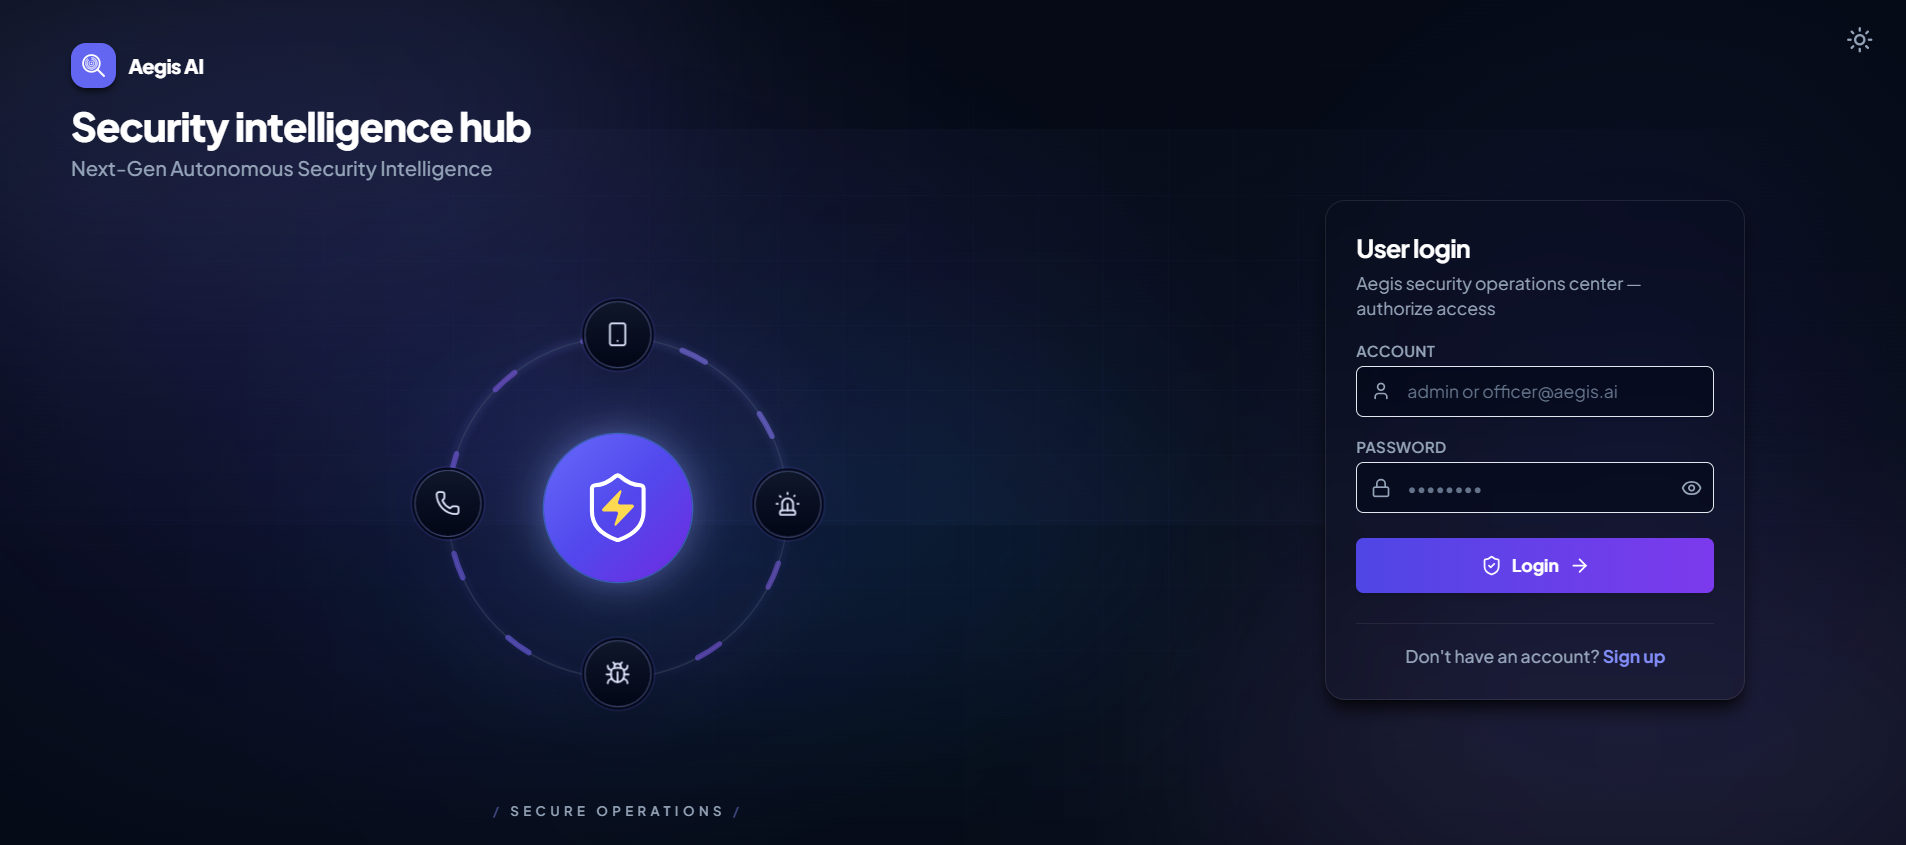 Aegis AI
Security intelligence hub
Next-Gen Autonomous Security Intelligence
/ SECURE OPERATIONS /
User login
Aegis security operations center —
authorize access
ACCOUNT
admin or officer@aegis.ai
PASSWORD
••••••••
Login →
Don't have an account? Sign up